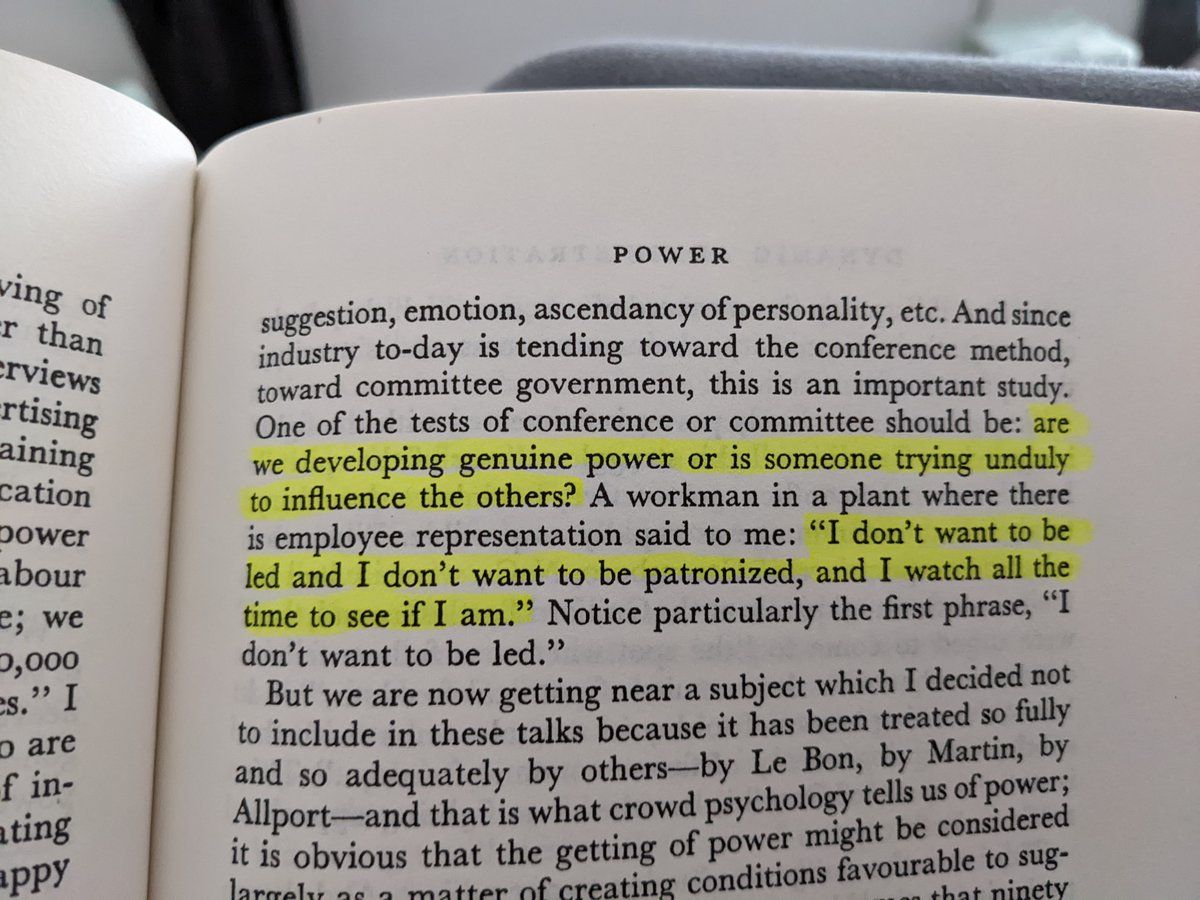 ving of
r than
erviews
rtising
aining
cation
power
abour
e; we
0,000
es.” I
o are
f in-
ating
appy
POWER
suggestion, emotion, ascendancy of personality, etc. And since
industry to-day is tending toward the conference method,
toward committee government, this is an important study.
One of the tests of conference or committee should be: are
we developing genuine power or is someone trying unduly
to influence the others? A workman in a plant where there
is employee representation said to me: “I don’t want to be
led and I don’t want to be patronized, and I watch all the
time to see if I am.” Notice particularly the first phrase, “I
don’t want to be led.”
But we are now getting near a subject which I decided not
to include in these talks because it has been treated so fully
and so adequately by others—by Le Bon, by Martin, by
Allport—and that is what crowd psychology tells us of power;
it is obvious that the getting of power might be considered
largely as a matter of creating conditions favourable to sug-
that ninety